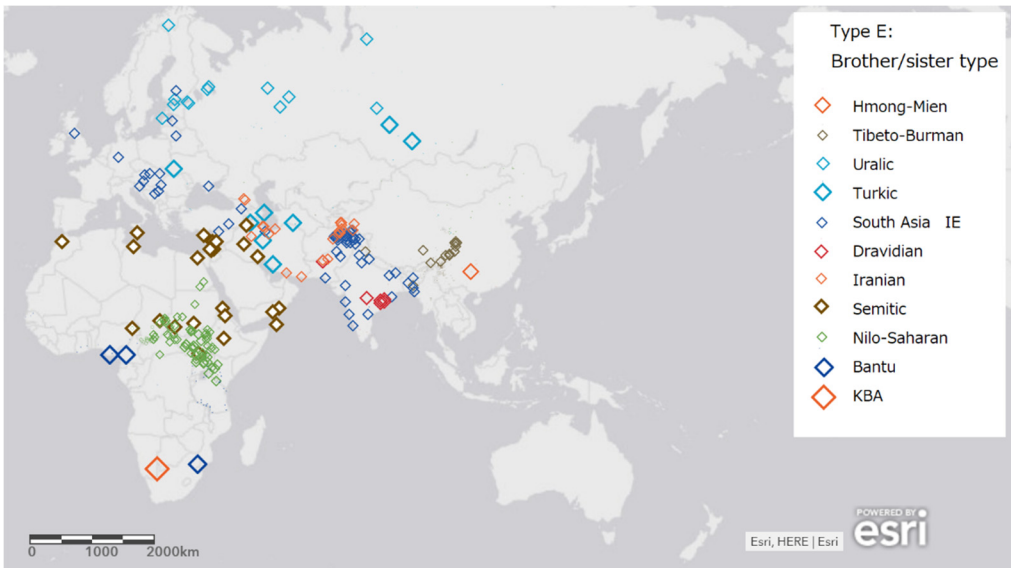 Type E:
Brother/sister type
Hmong-Mien
Tibeto-Burman
Uralic
Turkic
South Asia IE
Dravidian
Iranian
Semitic
Nilo-Saharan
Bantu
KBA
0 1000 2000km
Esri, HERE | Esri
POWERED BY
esri